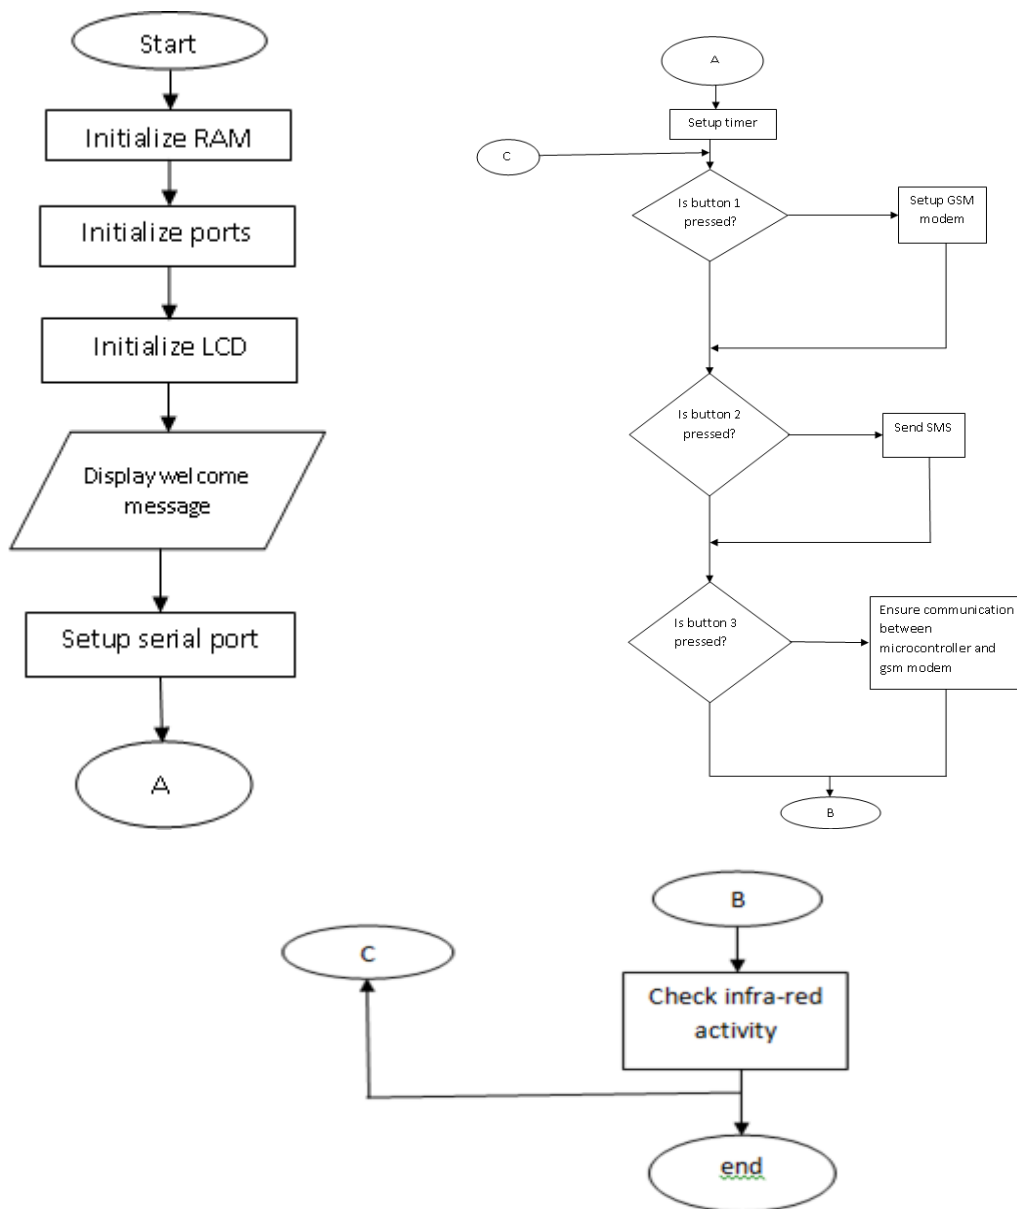 Start
Initialize RAM
Initialize ports
Initialize LCD
Display welcome
message
Setup serial port
A
A
Setup timer
C
Is button 1
pressed?
Setup GSM
modem
Is button 2
pressed?
Send SMS
Is button 3
pressed?
Ensure communication
between
microcontroller and
gsm modem
B
B
C
Check infra-red
activity
end